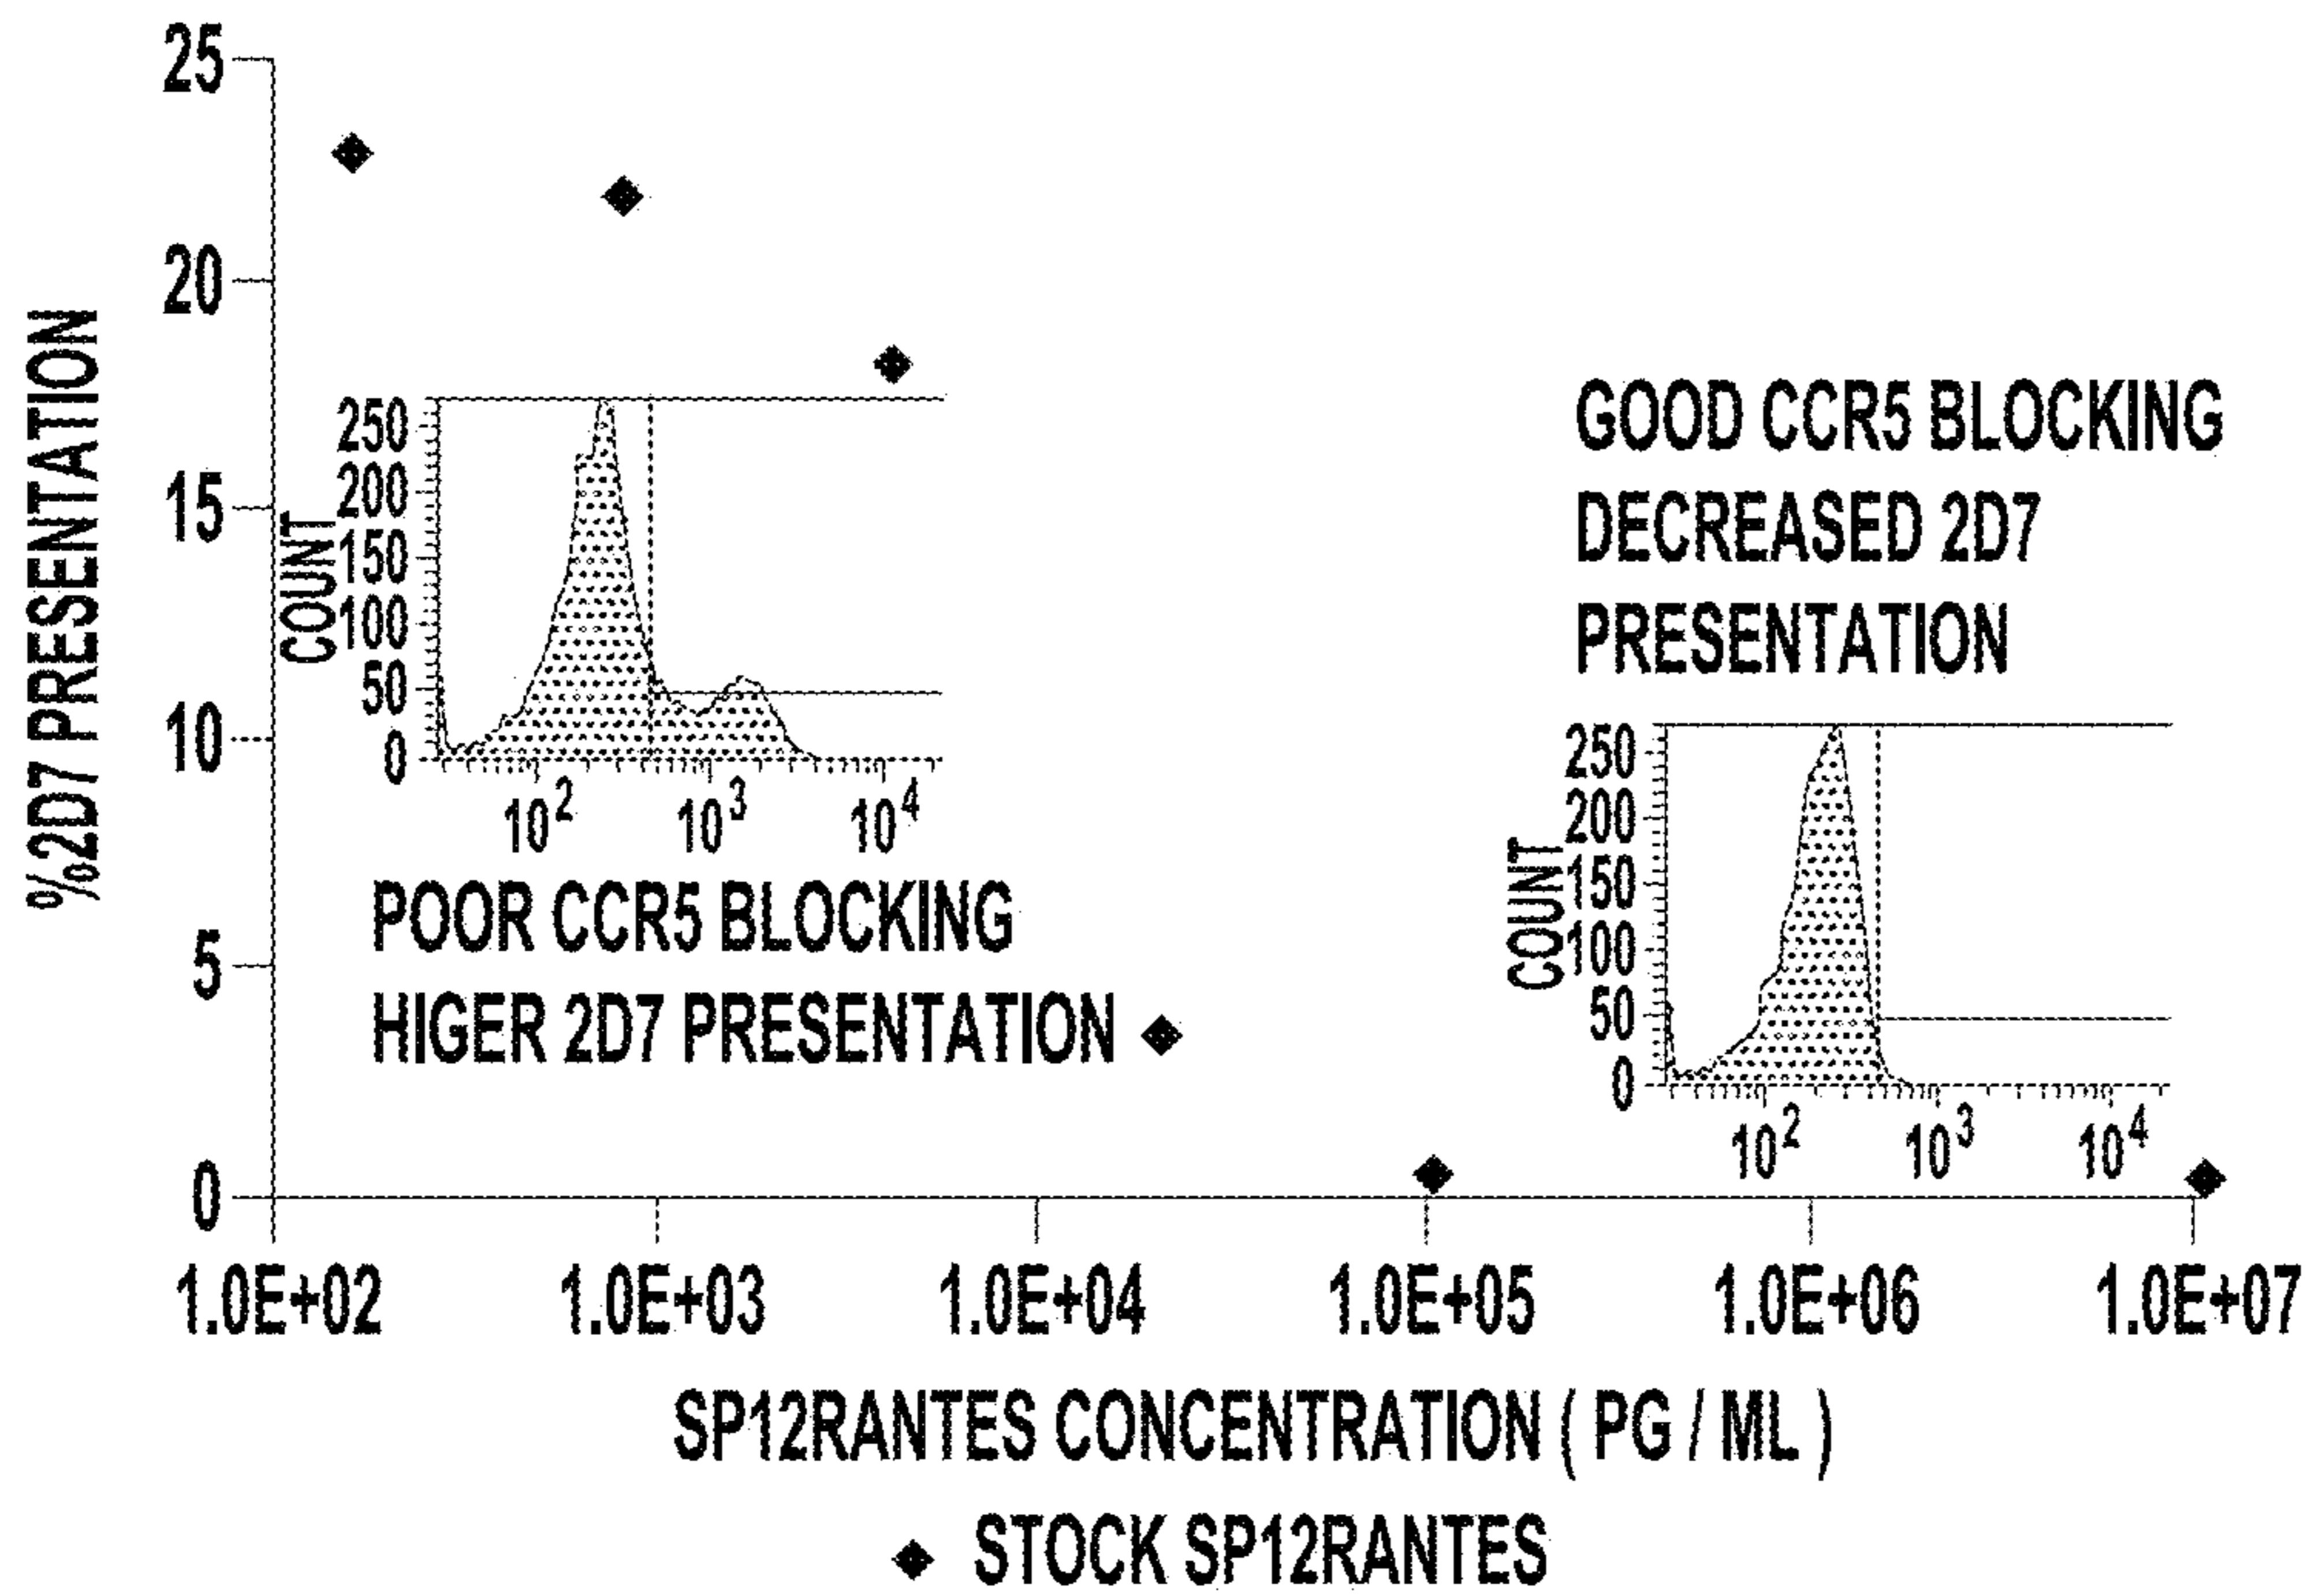 %2D7 PRESENTATION
25
20
15
10
5
0
COUNT
250
200
150
100
50
0
10^2 10^3 10^4
POOR CCR5 BLOCKING
HIGER 2D7 PRESENTATION
GOOD CCR5 BLOCKING
DECREASED 2D7
PRESENTATION
COUNT
250
200
150
100
50
0
10^2 10^3 10^4
1.0E+02 1.0E+03 1.0E+04 1.0E+05 1.0E+06 1.0E+07
SP12RANTES CONCENTRATION ( PG / ML )
STOCK SP12RANTES